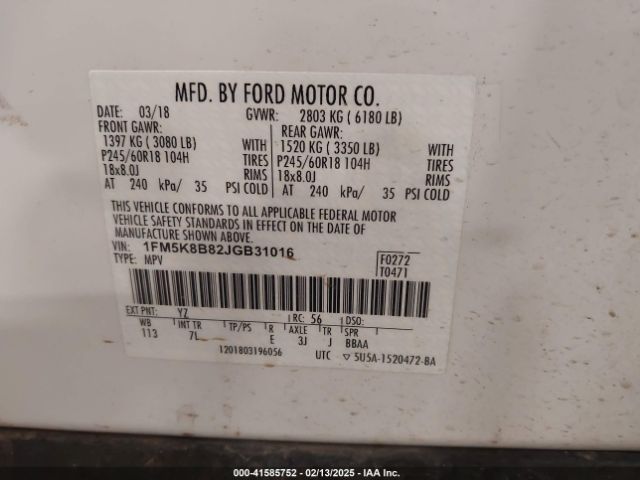 MFD. BY FORD MOTOR CO.
DATE: 03/18 GVWR: 2803 KG ( 6180 LB)
FRONT GAWR: REAR GAWR:
1397 KG ( 3080 LB) WITH 1520 KG ( 3350 LB) WITH
P245/60R18 104H TIRES P245/60R18 104H TIRES
18x8.0J RIMS 18x8.0J RIMS
AT 240 kPa/ 35 PSI COLD AT 240 kPa/ 35 PSI COLD
THIS VEHICLE CONFORMS TO ALL APPLICABLE FEDERAL MOTOR
VEHICLE SAFETY STANDARDS IN EFFECT ON THE DATE OF
MANUFACTURE SHOWN ABOVE.
VIN: 1FM5K8B82JGB31016 F0272
TYPE: MPV T0471
EXT PNT: YZ RC: 56 DSO:
WB INT TR TP/PS R AXLE TR SPR
113 7L E 3J J BBAA
1201803196056 UTC ▽ 5U5A-1520472-BA
000-41585752 - 02/13/2025 - IAAI.COM